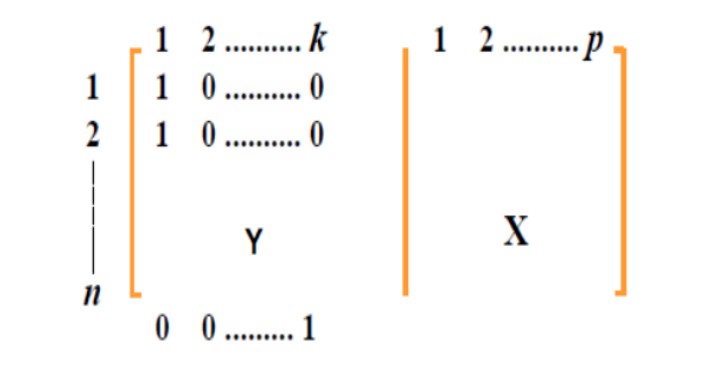 1 2 .......... k 1 2 .......... p
1 1 0 .......... 0
2 1 0 .......... 0
Y X
n
0 0 ......... 1